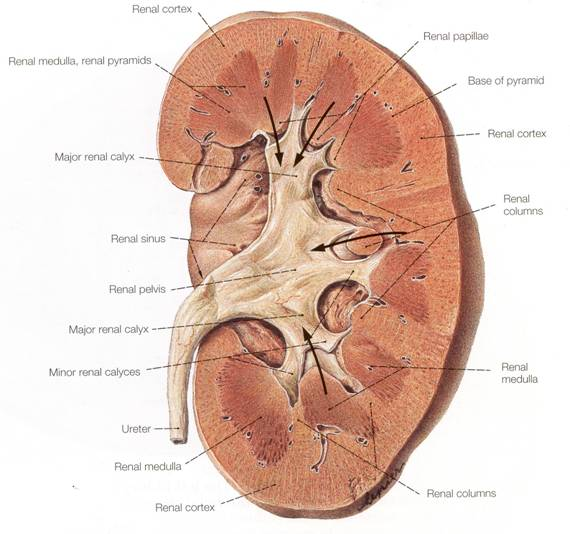 Renal cortex
Renal papillae
Renal medulla, renal pyramids
Base of pyramid
Renal cortex
Major renal calyx
Renal
columns
Renal sinus
Renal pelvis
Major renal calyx
Minor renal calyces
Renal
medulla
Ureter
Renal medulla
Renal columns
Renal cortex